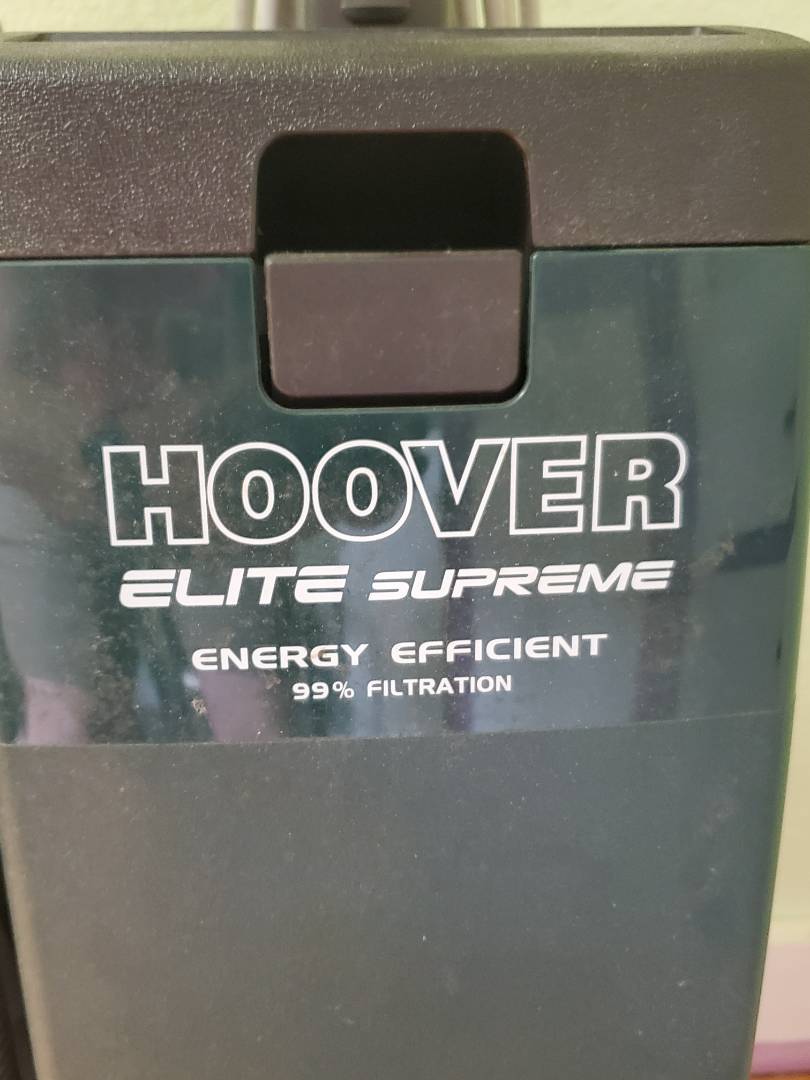 HOOVER
ELITE SUPREME
ENERGY EFFICIENT
99% FILTRATION